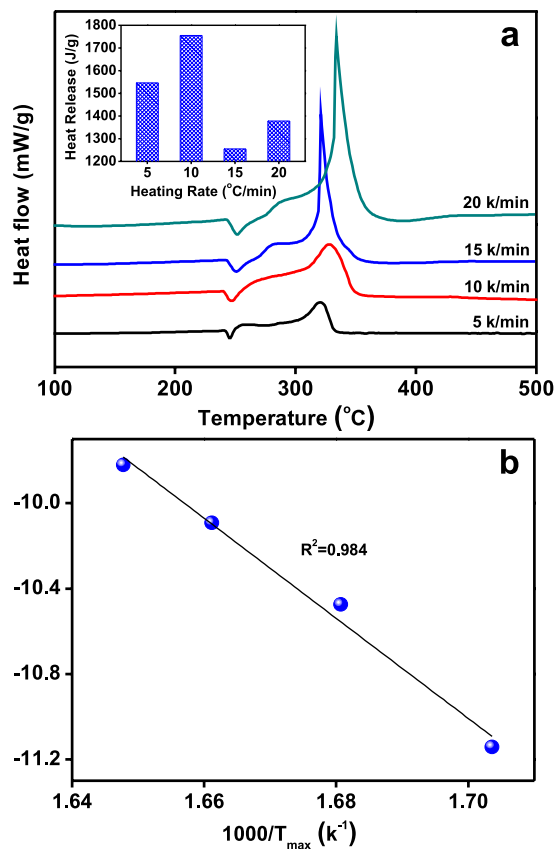 a
1800
1700
1600
1500
1400
1300
1200
Heat Release (J/g)
5 10 15 20
Heating Rate (°C/min)
Heat flow (mW/g)
20 k/min
15 k/min
10 k/min
5 k/min
100 200 300 400 500
Temperature (°C)
b
-10.0
-10.4
-10.8
-11.2
R²=0.984
1.64 1.66 1.68 1.70
1000/Tmax (k⁻¹)